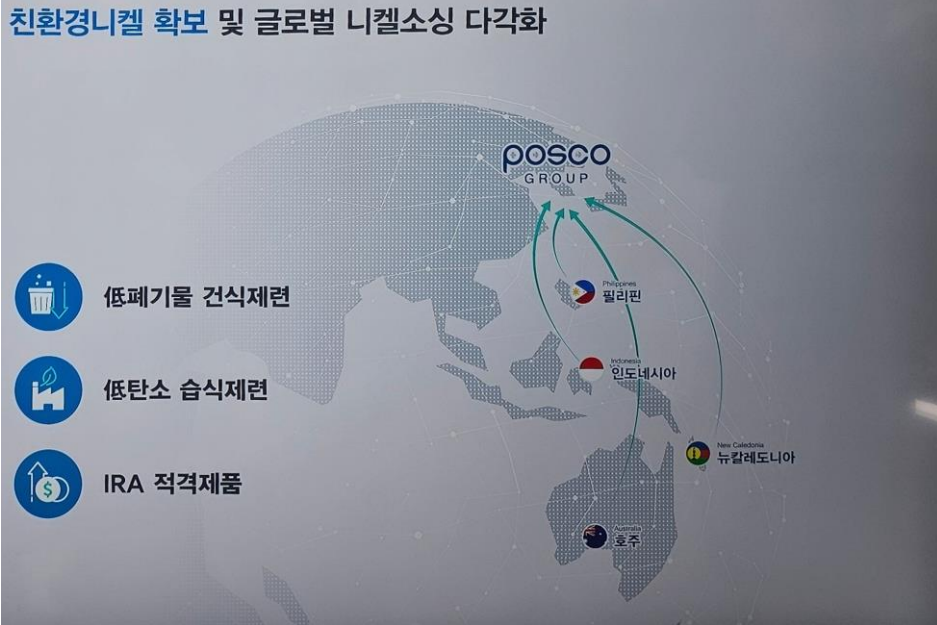 친환경니켈 확보 및 글로벌 니켈소싱 다각화
posco
GROUP
低폐기물 건식제련
低탄소 습식제련
IRA 적격제품
$
Philippines
필리핀
Indonesia
인도네시아
New Caledonia
뉴칼레도니아
Australia
호주